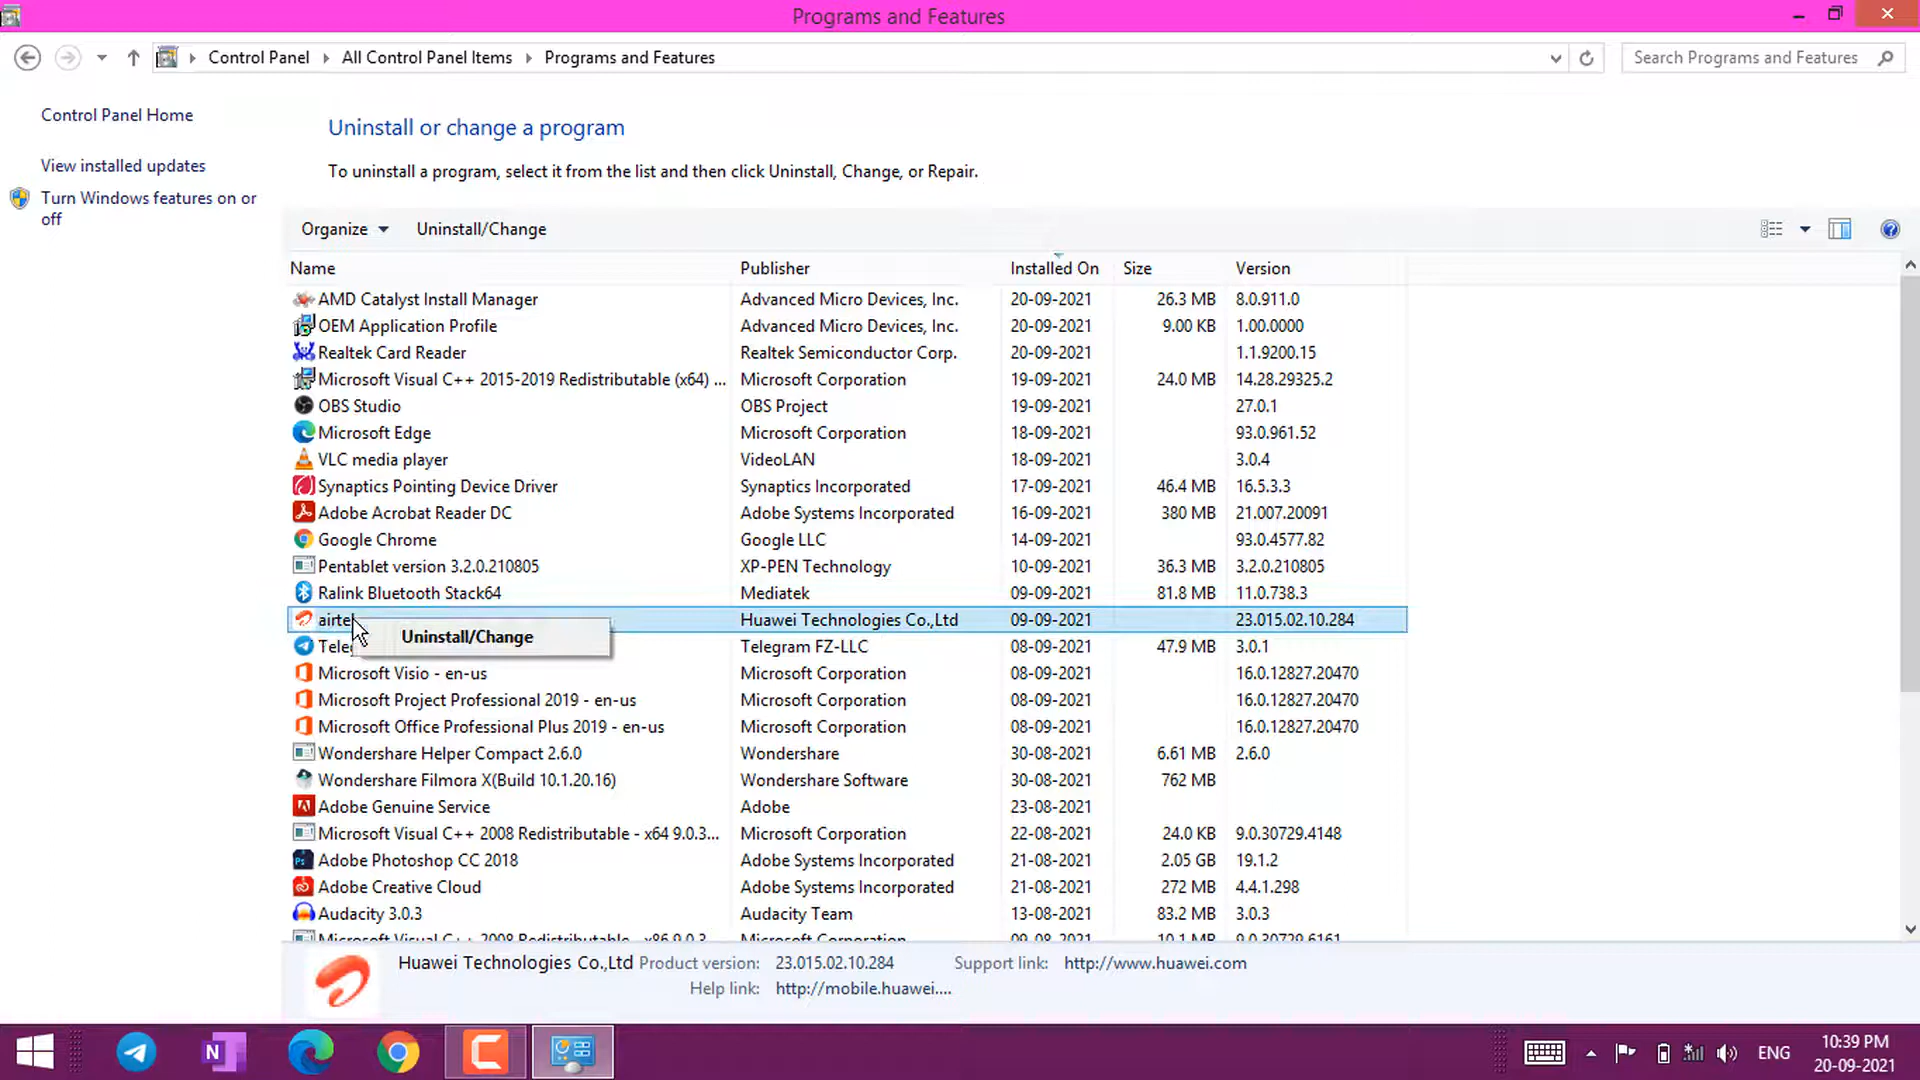 Programs and Features
Control Panel All Control Panel Items Programs and Features
Search Programs and Features
Control Panel Home
View installed updates
Turn Windows features on or
off
Uninstall or change a program
To uninstall a program, select it from the list and then click Uninstall, Change, or Repair.
Organize Uninstall/Change
Name Publisher Installed On Size Version
AMD Catalyst Install Manager Advanced Micro Devices, Inc. 20-09-2021 26.3 MB 8.0.911.0
OEM Application Profile Advanced Micro Devices, Inc. 20-09-2021 9.00 KB 1.00.0000
Realtek Card Reader Realtek Semiconductor Corp. 20-09-2021 1.1.9200.15
Microsoft Visual C++ 2015-2019 Redistributable (x64) ... Microsoft Corporation 19-09-2021 24.0 MB 14.28.29325.2
OBS Studio OBS Project 19-09-2021 27.0.1
Microsoft Edge Microsoft Corporation 18-09-2021 93.0.961.52
VLC media player VideoLAN 18-09-2021 3.0.4
Synaptics Pointing Device Driver Synaptics Incorporated 17-09-2021 46.4 MB 16.5.3.3
Adobe Acrobat Reader DC Adobe Systems Incorporated 16-09-2021 380 MB 21.007.20091
Google Chrome Google LLC 14-09-2021 93.0.4577.82
Pentablet version 3.2.0.210805 XP-PEN Technology 10-09-2021 36.3 MB 3.2.0.210805
Ralink Bluetooth Stack64 Mediatek 09-09-2021 81.8 MB 11.0.738.3
airtel Huawei Technologies Co.,Ltd 09-09-2021 23.015.02.10.284
Uninstall/Change
Tele Telegram FZ-LLC 08-09-2021 47.9 MB 3.0.1
Microsoft Visio - en-us Microsoft Corporation 08-09-2021 16.0.12827.20470
Microsoft Project Professional 2019 - en-us Microsoft Corporation 08-09-2021 16.0.12827.20470
Microsoft Office Professional Plus 2019 - en-us Microsoft Corporation 08-09-2021 16.0.12827.20470
Wondershare Helper Compact 2.6.0 Wondershare 30-08-2021 6.61 MB 2.6.0
Wondershare Filmora X(Build 10.1.20.16) Wondershare Software 30-08-2021 762 MB
Adobe Genuine Service Adobe 23-08-2021
Microsoft Visual C++ 2008 Redistributable - x64 9.0.3... Microsoft Corporation 22-08-2021 24.0 KB 9.0.30729.4148
Adobe Photoshop CC 2018 Adobe Systems Incorporated 21-08-2021 2.05 GB 19.1.2
Adobe Creative Cloud Adobe Systems Incorporated 21-08-2021 272 MB 4.4.1.298
Audacity 3.0.3 Audacity Team 13-08-2021 83.2 MB 3.0.3
Microsoft Visual C++ 2008 Redistributable - x86 9.0.3... Microsoft Corporation 09-08-2021 10.1 MB 9.0.30729.6161
Huawei Technologies Co.,Ltd Product version: 23.015.02.10.284 Support link: http://www.huawei.com
Help link: http://mobile.huawei....
ENG
10:39 PM
20-09-2021